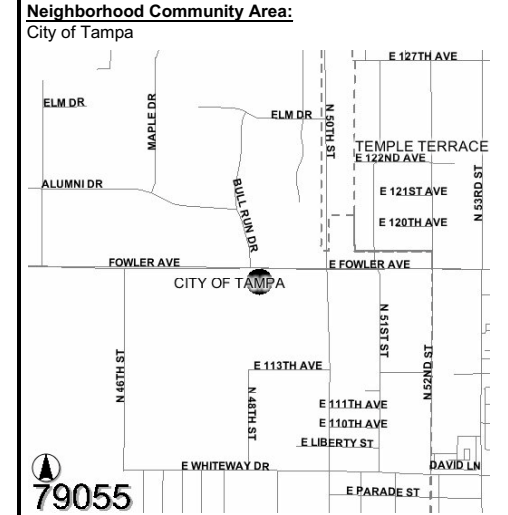 Neighborhood Community Area:
City of Tampa
E 127TH AVE
ELM DR
MAPLE DR
ELM DR
N 50TH ST
TEMPLE TERRACE
E 122ND AVE
ALUMNI DR
BULL RUN DR
E 121ST AVE
N 53RD ST
E 120TH AVE
FOWLER AVE
E FOWLER AVE
CITY OF TAMPA
N 51ST ST
N 46TH ST
E 113TH AVE
N 52ND ST
N 48TH ST
E 111TH AVE
E 110TH AVE
E LIBERTY ST
E WHITEWAY DR
DAVID LN
E PARADE ST
79055